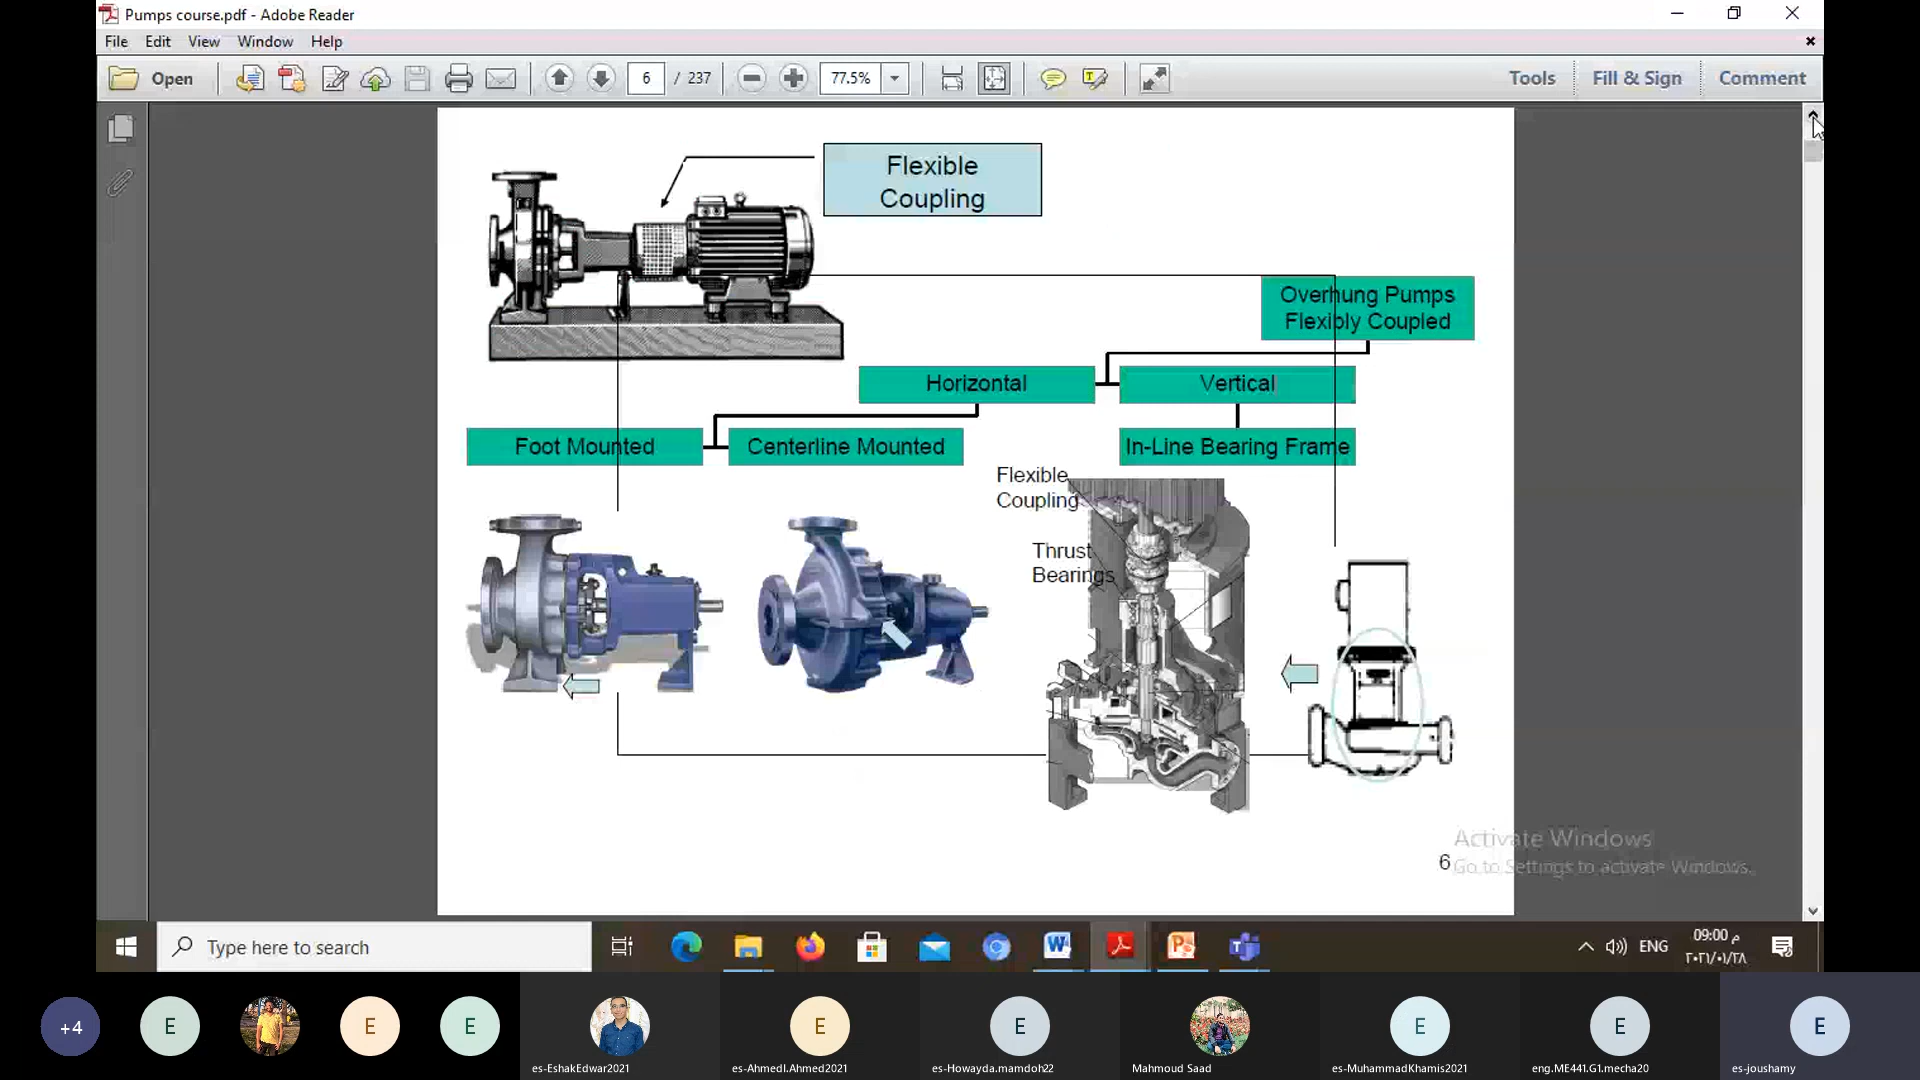 Pumps course.pdf - Adobe Reader
File Edit View Window Help
Open 6 / 237 77.5% Tools Fill & Sign Comment
Flexible
Coupling
Overhung Pumps
Flexibly Coupled
Horizontal Vertical
Foot Mounted Centerline Mounted In-Line Bearing Frame
Flexible
Coupling
Thrust
Bearings
Activate Windows
6 Go to Settings to activate Windows.
Type here to search
ENG
09:00 م
٢٠٢١/٠١/٢٨
+4 E E E E E E E E
es-EshakEdwar2021 es-AhmedI.Ahmed2021 es-Howayda.mamdoh22 Mahmoud Saad es-MuhammadKhamis2021 eng.ME441.G1.mecha20 es-joushamy